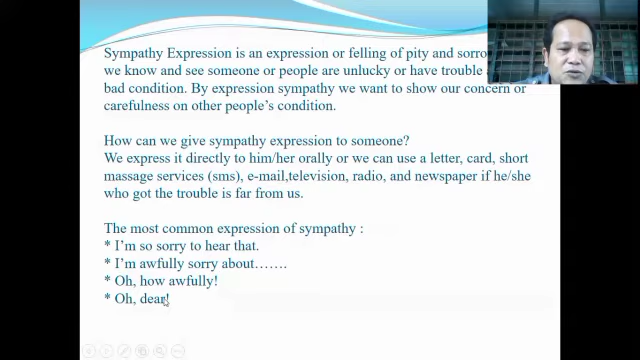 Sympathy Expression is an expression or felling of pity and sorro
we know and see someone or people are unlucky or have trouble
bad condition. By expression sympathy we want to show our concern or
carefulness on other people's condition.
How can we give sympathy expression to someone?
We express it directly to him/her orally or we can use a letter, card, short
massage services (sms), e-mail,television, radio, and newspaper if he/she
who got the trouble is far from us.
The most common expression of sympathy :
* I'm so sorry to hear that.
* I'm awfully sorry about…….
* Oh, how awfully!
* Oh, dear!